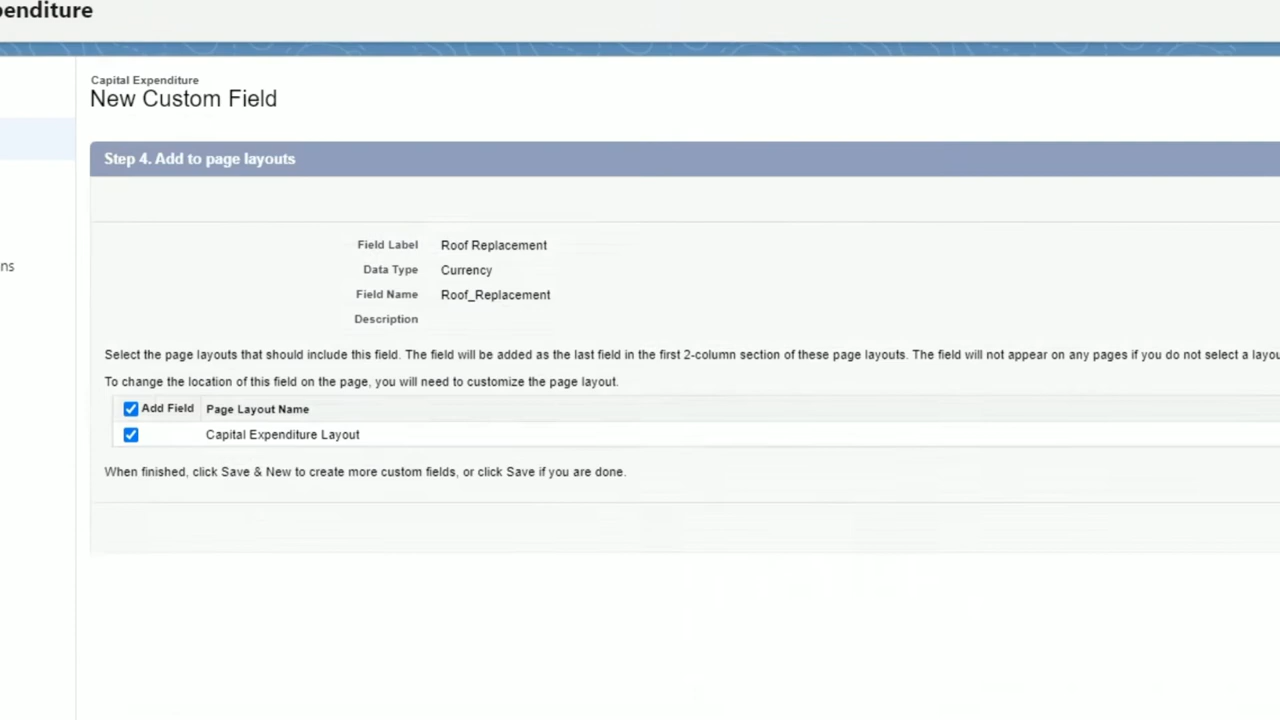 penditure
Capital Expenditure
New Custom Field
Step 4. Add to page layouts
Field Label Roof Replacement
Data Type Currency
ns
Field Name Roof_Replacement
Description
Select the page layouts that should include this field. The field will be added as the last field in the first 2-column section of these page layouts. The field will not appear on any pages if you do not select a layou
To change the location of this field on the page, you will need to customize the page layout.
Add Field Page Layout Name
Capital Expenditure Layout
When finished, click Save & New to create more custom fields, or click Save if you are done.